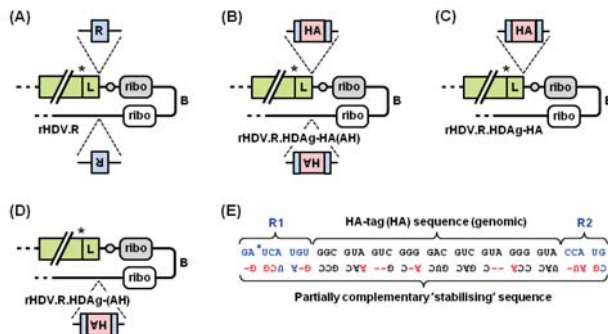 (A)
R
*
L
ribo
B
ribo
rHDV.R
R
(B)
HA
*
L
ribo
B
ribo
rHDV.R.HDAg-HA(AH)
HA
(C)
HA
*
L
ribo
B
ribo
rHDV.R.HDAg-HA
(D)
*
L
ribo
B
ribo
rHDV.R.HDAg-(AH)
HA
(E)
R1 HA-tag (HA) sequence (genomic) R2
GA*UCA UGU GGC GUA GUC GGG GAC GUC GUA GGG GUA CCA UG
Partially complementary 'stabilising' sequence